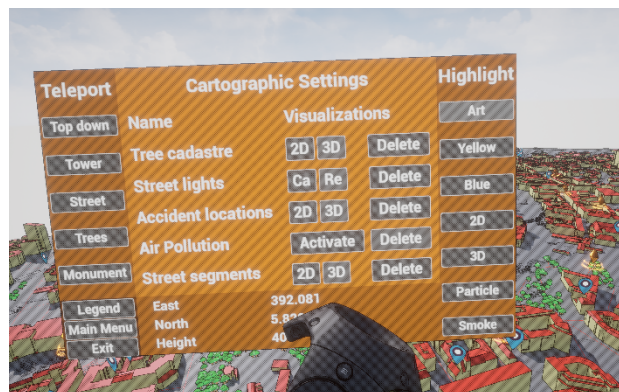 Teleport
Top down
Tower
Street
Trees
Monument
Legend
Main Menu
Exit
Cartographic Settings
Name Visualizations
Tree cadastre 2D 3D Delete
Street lights Ca Re Delete
Accident locations 2D 3D Delete
Air Pollution Activate Delete
Street segments 2D 3D Delete
East 392.081
North
Height
Highlight
Art
Yellow
Blue
2D
3D
Particle
Smoke